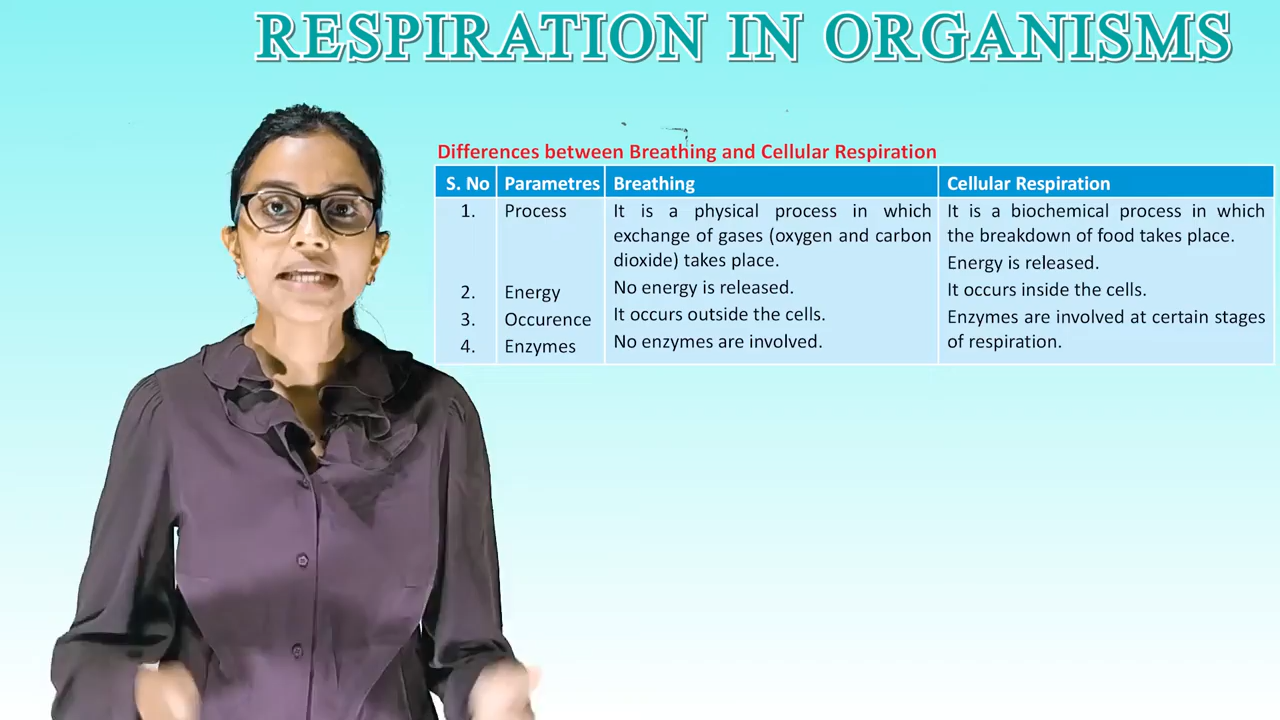 RESPIRATION IN ORGANISMS
Differences between Breathing and Cellular Respiration
S. No Parametres Breathing Cellular Respiration
1. Process It is a physical process in which It is a biochemical process in which
exchange of gases (oxygen and carbon the breakdown of food takes place.
dioxide) takes place. Energy is released.
2. Energy No energy is released. It occurs inside the cells.
3. Occurence It occurs outside the cells. Enzymes are involved at certain stages
4. Enzymes No enzymes are involved. of respiration.